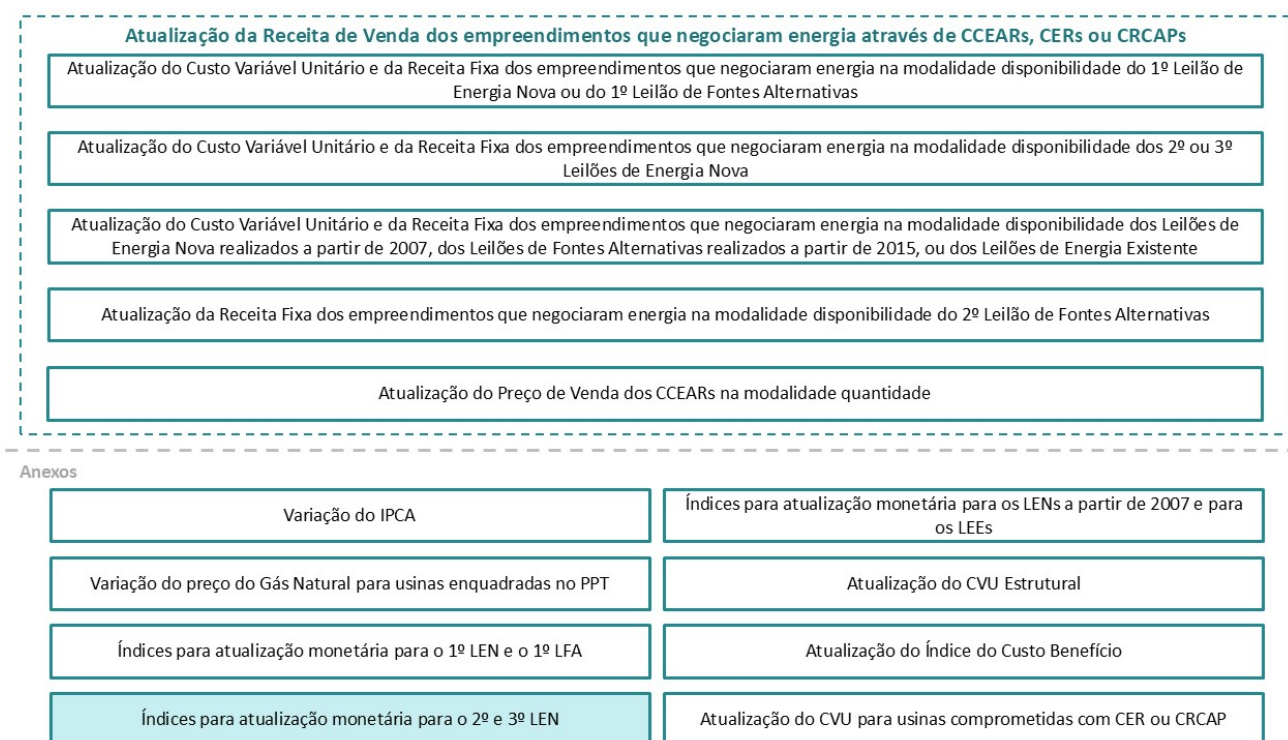 Atualização da Receita de Venda dos empreendimentos que negociaram energia através de CCEARs, CERs ou CRCAPs
Atualização do Custo Variável Unitário e da Receita Fixa dos empreendimentos que negociaram energia na modalidade disponibilidade do 1º Leilão de
Energia Nova ou do 1º Leilão de Fontes Alternativas
Atualização do Custo Variável Unitário e da Receita Fixa dos empreendimentos que negociaram energia na modalidade disponibilidade dos 2º ou 3º
Leilões de Energia Nova
Atualização do Custo Variável Unitário e da Receita Fixa dos empreendimentos que negociaram energia na modalidade disponibilidade dos Leilões de
Energia Nova realizados a partir de 2007, dos Leilões de Fontes Alternativas realizados a partir de 2015, ou dos Leilões de Energia Existente
Atualização da Receita Fixa dos empreendimentos que negociaram energia na modalidade disponibilidade do 2º Leilão de Fontes Alternativas
Atualização do Preço de Venda dos CCEARs na modalidade quantidade
Anexos
Variação do IPCA
Índices para atualização monetária para os LENs a partir de 2007 e para
os LEEs
Variação do preço do Gás Natural para usinas enquadradas no PPT
Atualização do CVU Estrutural
Índices para atualização monetária para o 1º LEN e o 1º LFA
Atualização do Índice do Custo Benefício
Índices para atualização monetária para o 2º e 3º LEN
Atualização do CVU para usinas comprometidas com CER ou CRCAP